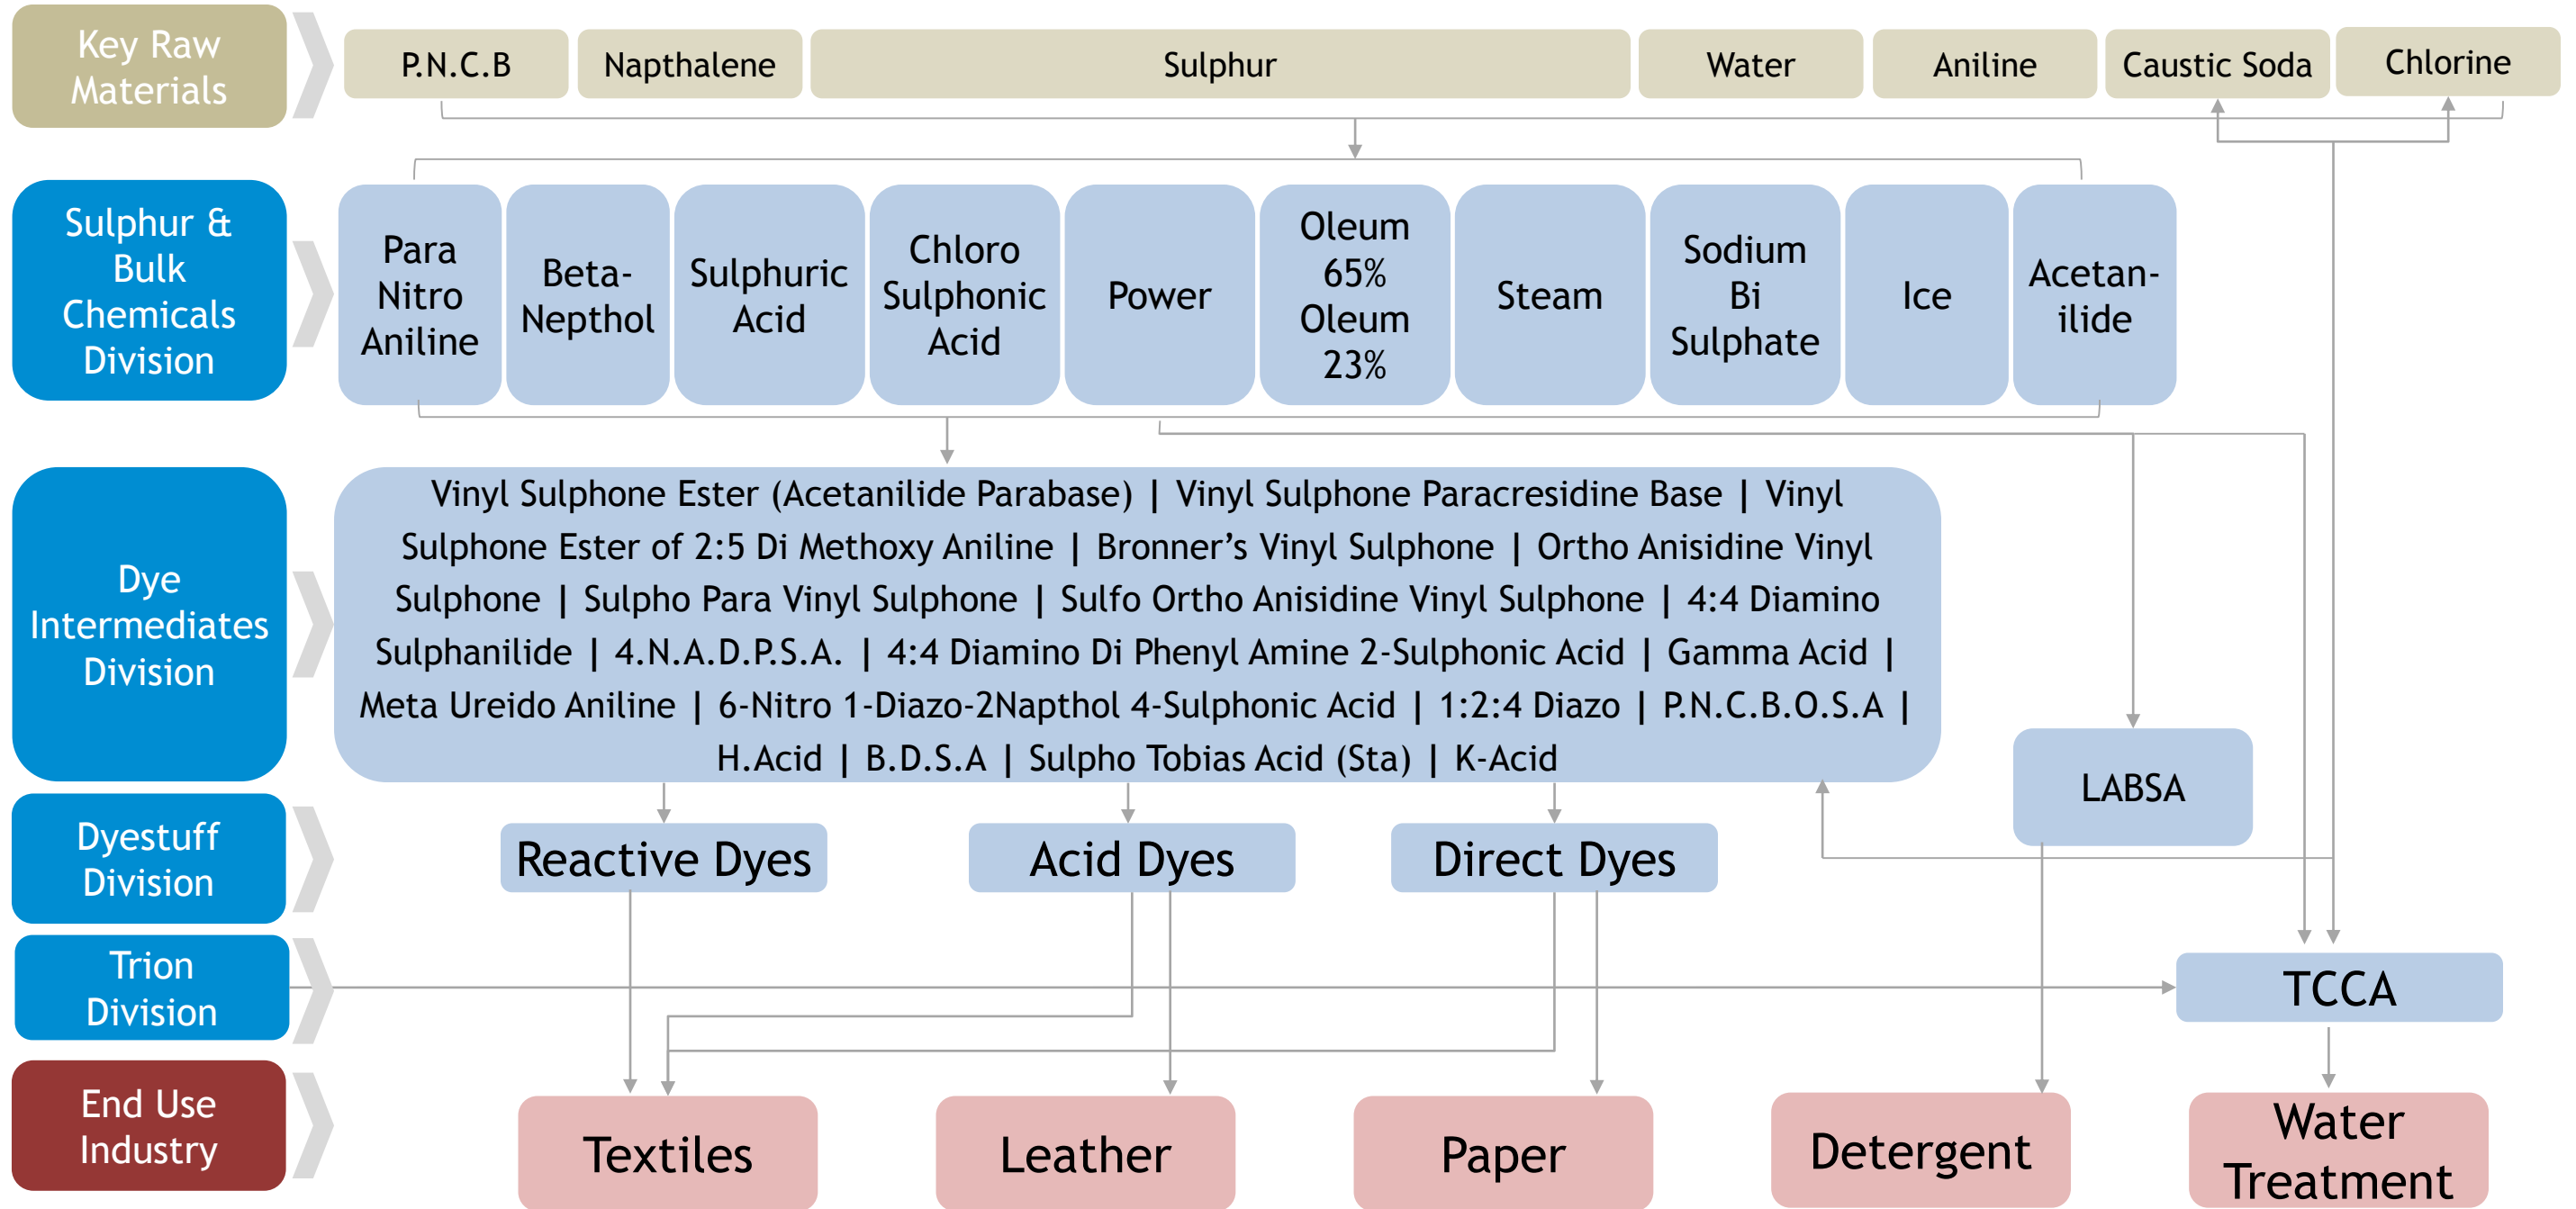 Key Raw
Materials
P.N.C.B
Napthalene
Sulphur
Water
Aniline
Caustic Soda
Chlorine
Sulphur &
Bulk
Chemicals
Division
Para
Nitro
Aniline
Beta-
Nepthol
Sulphuric
Acid
Chloro
Sulphonic
Acid
Power
Oleum
65%
Oleum
23%
Steam
Sodium
Bi
Sulphate
Ice
Acetan-
ilide
Dye
Intermediates
Division
Vinyl Sulphone Ester (Acetanilide Parabase) | Vinyl Sulphone Paracresidine Base | Vinyl
Sulphone Ester of 2:5 Di Methoxy Aniline | Bronner’s Vinyl Sulphone | Ortho Anisidine Vinyl
Sulphone | Sulpho Para Vinyl Sulphone | Sulfo Ortho Anisidine Vinyl Sulphone | 4:4 Diamino
Sulphanilide | 4.N.A.D.P.S.A. | 4:4 Diamino Di Phenyl Amine 2-Sulphonic Acid | Gamma Acid |
Meta Ureido Aniline | 6-Nitro 1-Diazo-2Napthol 4-Sulphonic Acid | 1:2:4 Diazo | P.N.C.B.O.S.A |
H.Acid | B.D.S.A | Sulpho Tobias Acid (Sta) | K-Acid
LABSA
Dyestuff
Division
Reactive Dyes
Acid Dyes
Direct Dyes
Trion
Division
TCCA
End Use
Industry
Textiles
Leather
Paper
Detergent
Water
Treatment